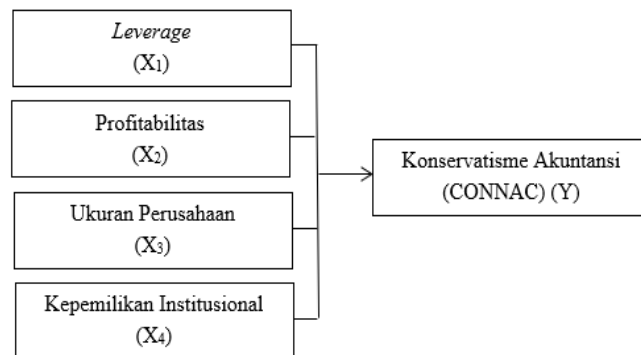 Leverage
(X₁)
Profitabilitas
(X₂)
Ukuran Perusahaan
(X₃)
Kepemilikan Institusional
(X₄)
Konservatisme Akuntansi
(CONNAC) (Y)